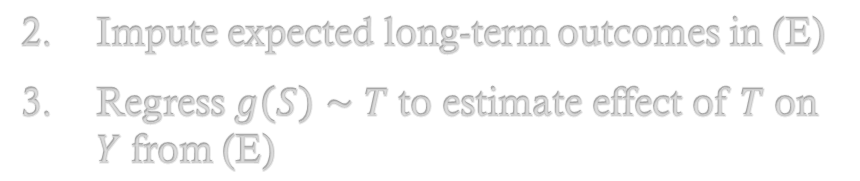 2. Impute expected long-term outcomes in (E)
3. Regress g(S) ~ T to estimate effect of T on
Y from (E)